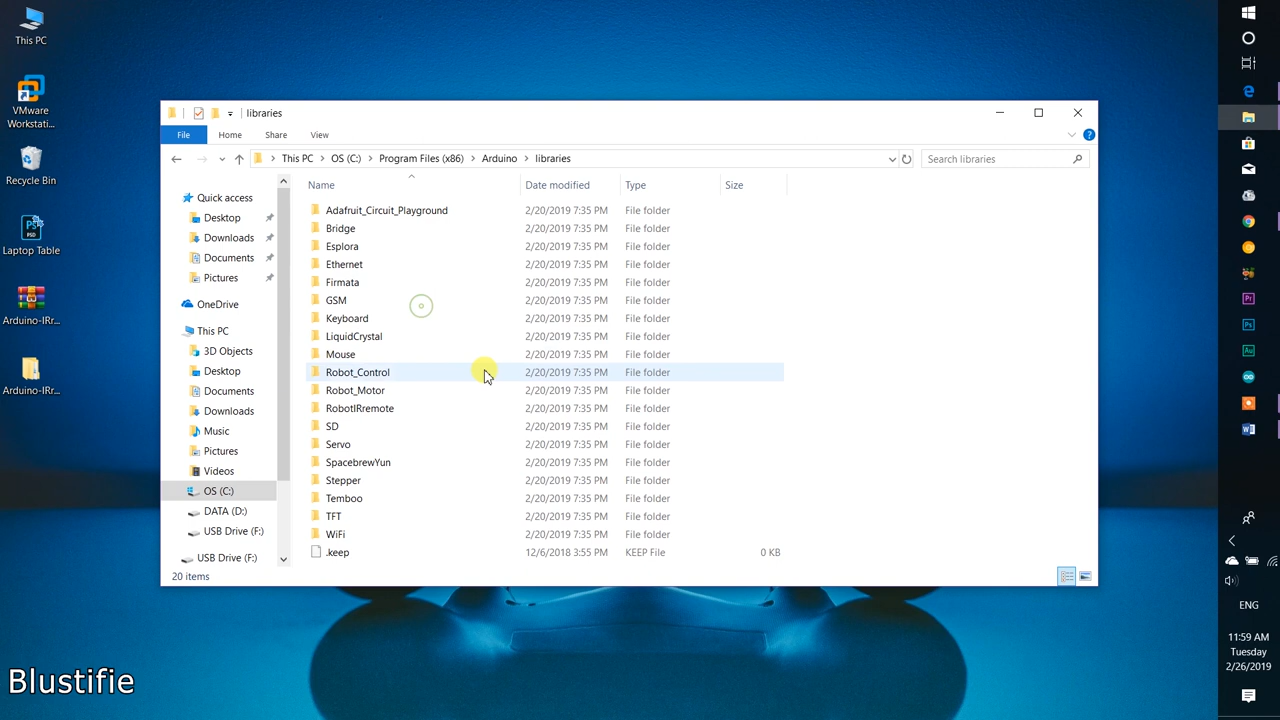 This PC
VMware
Workstati...
Recycle Bin
Laptop Table
Arduino-IRr...
Arduino-IRr...
libraries
File Home Share View
This PC > OS (C:) > Program Files (x86) > Arduino > libraries
Search libraries
Quick access
Desktop
Downloads
Documents
Pictures
OneDrive
This PC
3D Objects
Desktop
Documents
Downloads
Music
Pictures
Videos
OS (C:)
DATA (D:)
USB Drive (F:)
USB Drive (F:)
Name Date modified Type Size
Adafruit_Circuit_Playground 2/20/2019 7:35 PM File folder
Bridge 2/20/2019 7:35 PM File folder
Esplora 2/20/2019 7:35 PM File folder
Ethernet 2/20/2019 7:35 PM File folder
Firmata 2/20/2019 7:35 PM File folder
GSM 2/20/2019 7:35 PM File folder
Keyboard 2/20/2019 7:35 PM File folder
LiquidCrystal 2/20/2019 7:35 PM File folder
Mouse 2/20/2019 7:35 PM File folder
Robot_Control 2/20/2019 7:35 PM File folder
Robot_Motor 2/20/2019 7:35 PM File folder
RobotIRremote 2/20/2019 7:35 PM File folder
SD 2/20/2019 7:35 PM File folder
Servo 2/20/2019 7:35 PM File folder
SpacebrewYun 2/20/2019 7:35 PM File folder
Stepper 2/20/2019 7:35 PM File folder
Temboo 2/20/2019 7:35 PM File folder
TFT 2/20/2019 7:35 PM File folder
WiFi 2/20/2019 7:35 PM File folder
.keep 12/6/2018 3:55 PM KEEP File 0 KB
20 items
ENG
11:59 AM
Tuesday
2/26/2019
Blustifie